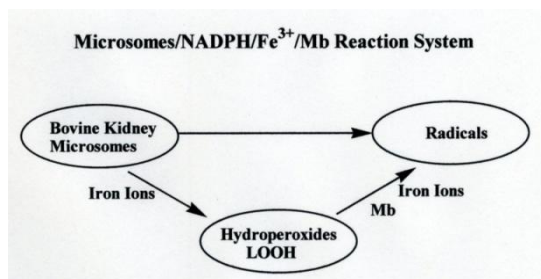 Microsomes/NADPH/Fe3+/Mb Reaction System
Bovine Kidney
Microsomes
Radicals
Iron Ions
Iron Ions
Mb
Hydroperoxides
LOOH